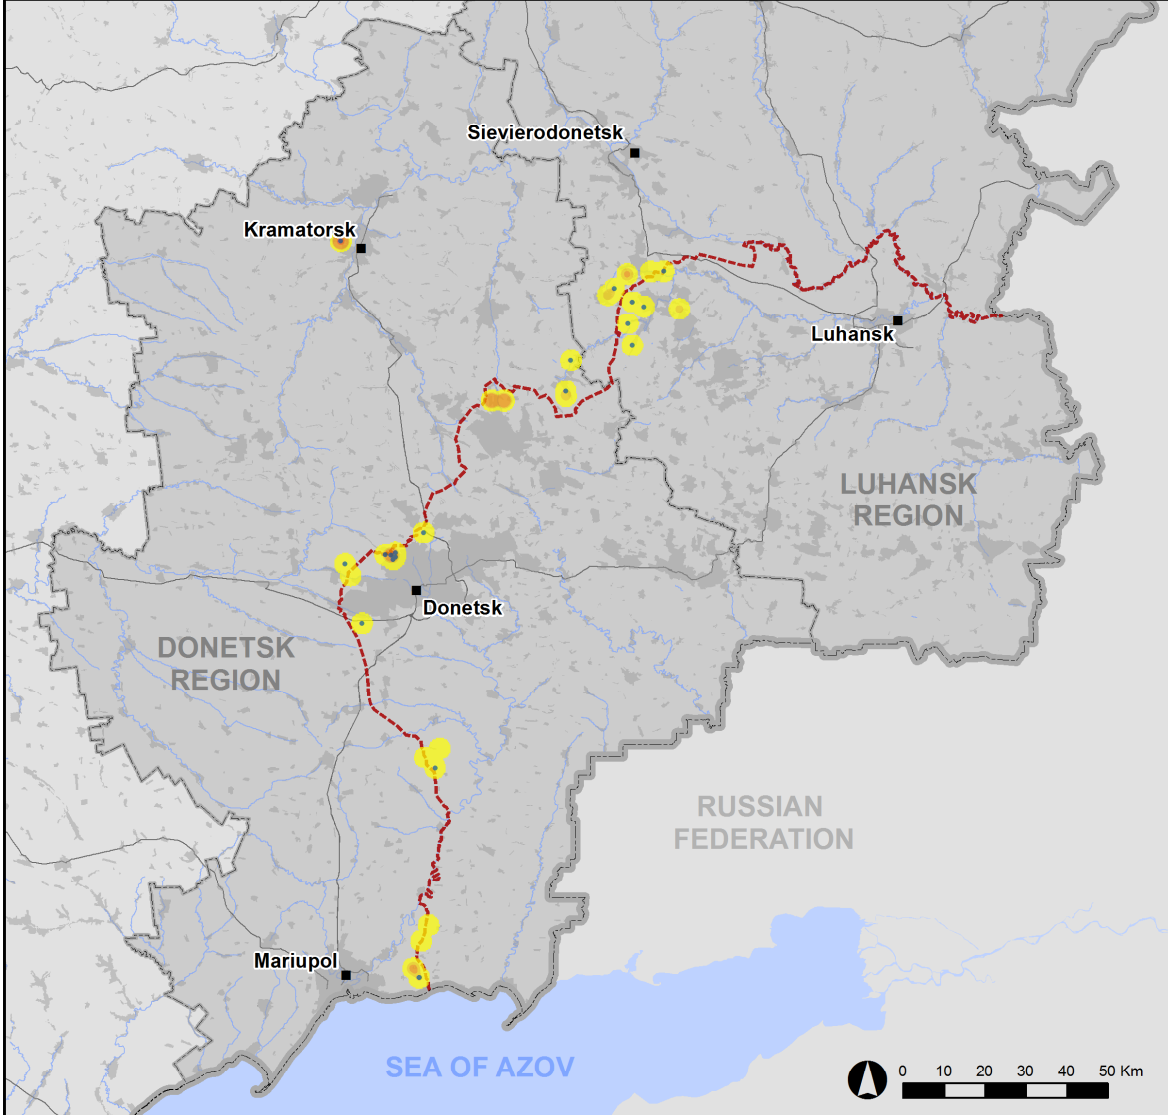 Sievierodonetsk
Kramatorsk
Luhansk
LUHANSK
REGION
Donetsk
DONETSK
REGION
RUSSIAN
FEDERATION
Mariupol
SEA OF AZOV
0 10 20 30 40 50 Km